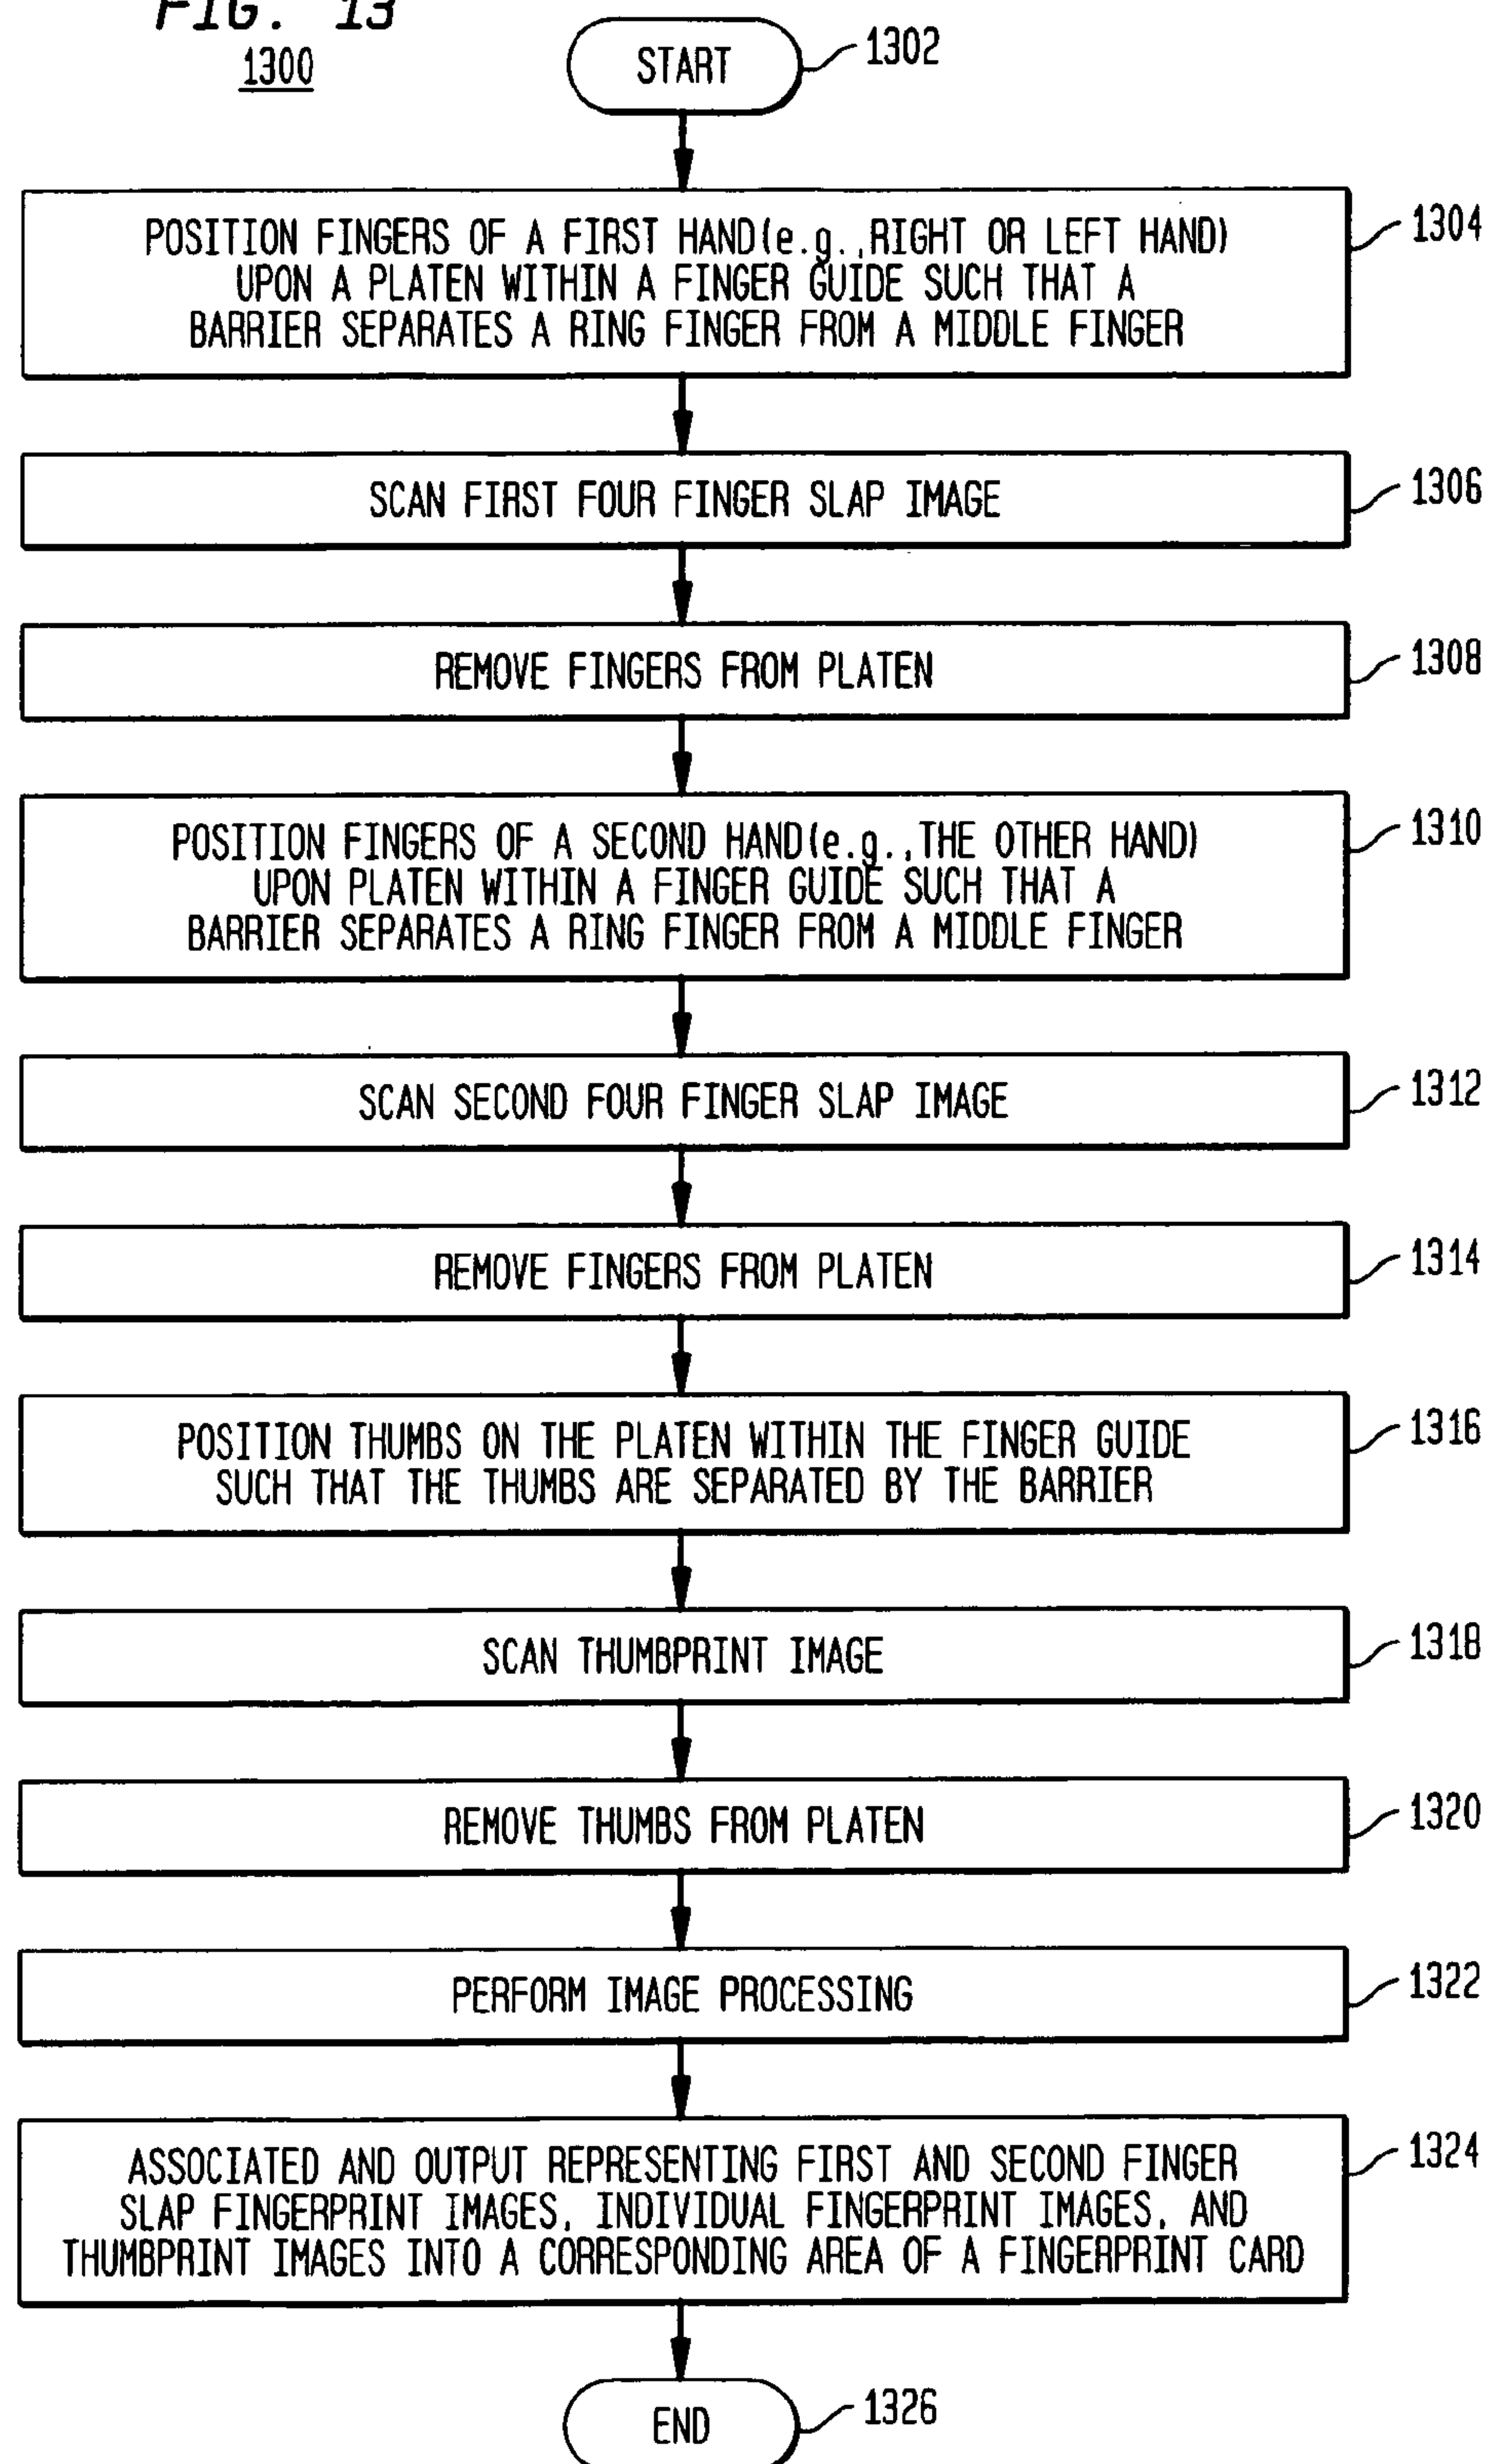 FIG. 13
1300
START
1302
POSITION FINGERS OF A FIRST HAND(e.g.,RIGHT OR LEFT HAND)
UPON A PLATEN WITHIN A FINGER GUIDE SUCH THAT A
BARRIER SEPARATES A RING FINGER FROM A MIDDLE FINGER
1304
SCAN FIRST FOUR FINGER SLAP IMAGE
1306
REMOVE FINGERS FROM PLATEN
1308
POSITION FINGERS OF A SECOND HAND(e.g.,THE OTHER HAND)
UPON PLATEN WITHIN A FINGER GUIDE SUCH THAT A
BARRIER SEPARATES A RING FINGER FROM A MIDDLE FINGER
1310
SCAN SECOND FOUR FINGER SLAP IMAGE
1312
REMOVE FINGERS FROM PLATEN
1314
POSITION THUMBS ON THE PLATEN WITHIN THE FINGER GUIDE
SUCH THAT THE THUMBS ARE SEPARATED BY THE BARRIER
1316
SCAN THUMBPRINT IMAGE
1318
REMOVE THUMBS FROM PLATEN
1320
PERFORM IMAGE PROCESSING
1322
ASSOCIATED AND OUTPUT REPRESENTING FIRST AND SECOND FINGER
SLAP FINGERPRINT IMAGES, INDIVIDUAL FINGERPRINT IMAGES, AND
THUMBPRINT IMAGES INTO A CORRESPONDING AREA OF A FINGERPRINT CARD
1324
END
1326